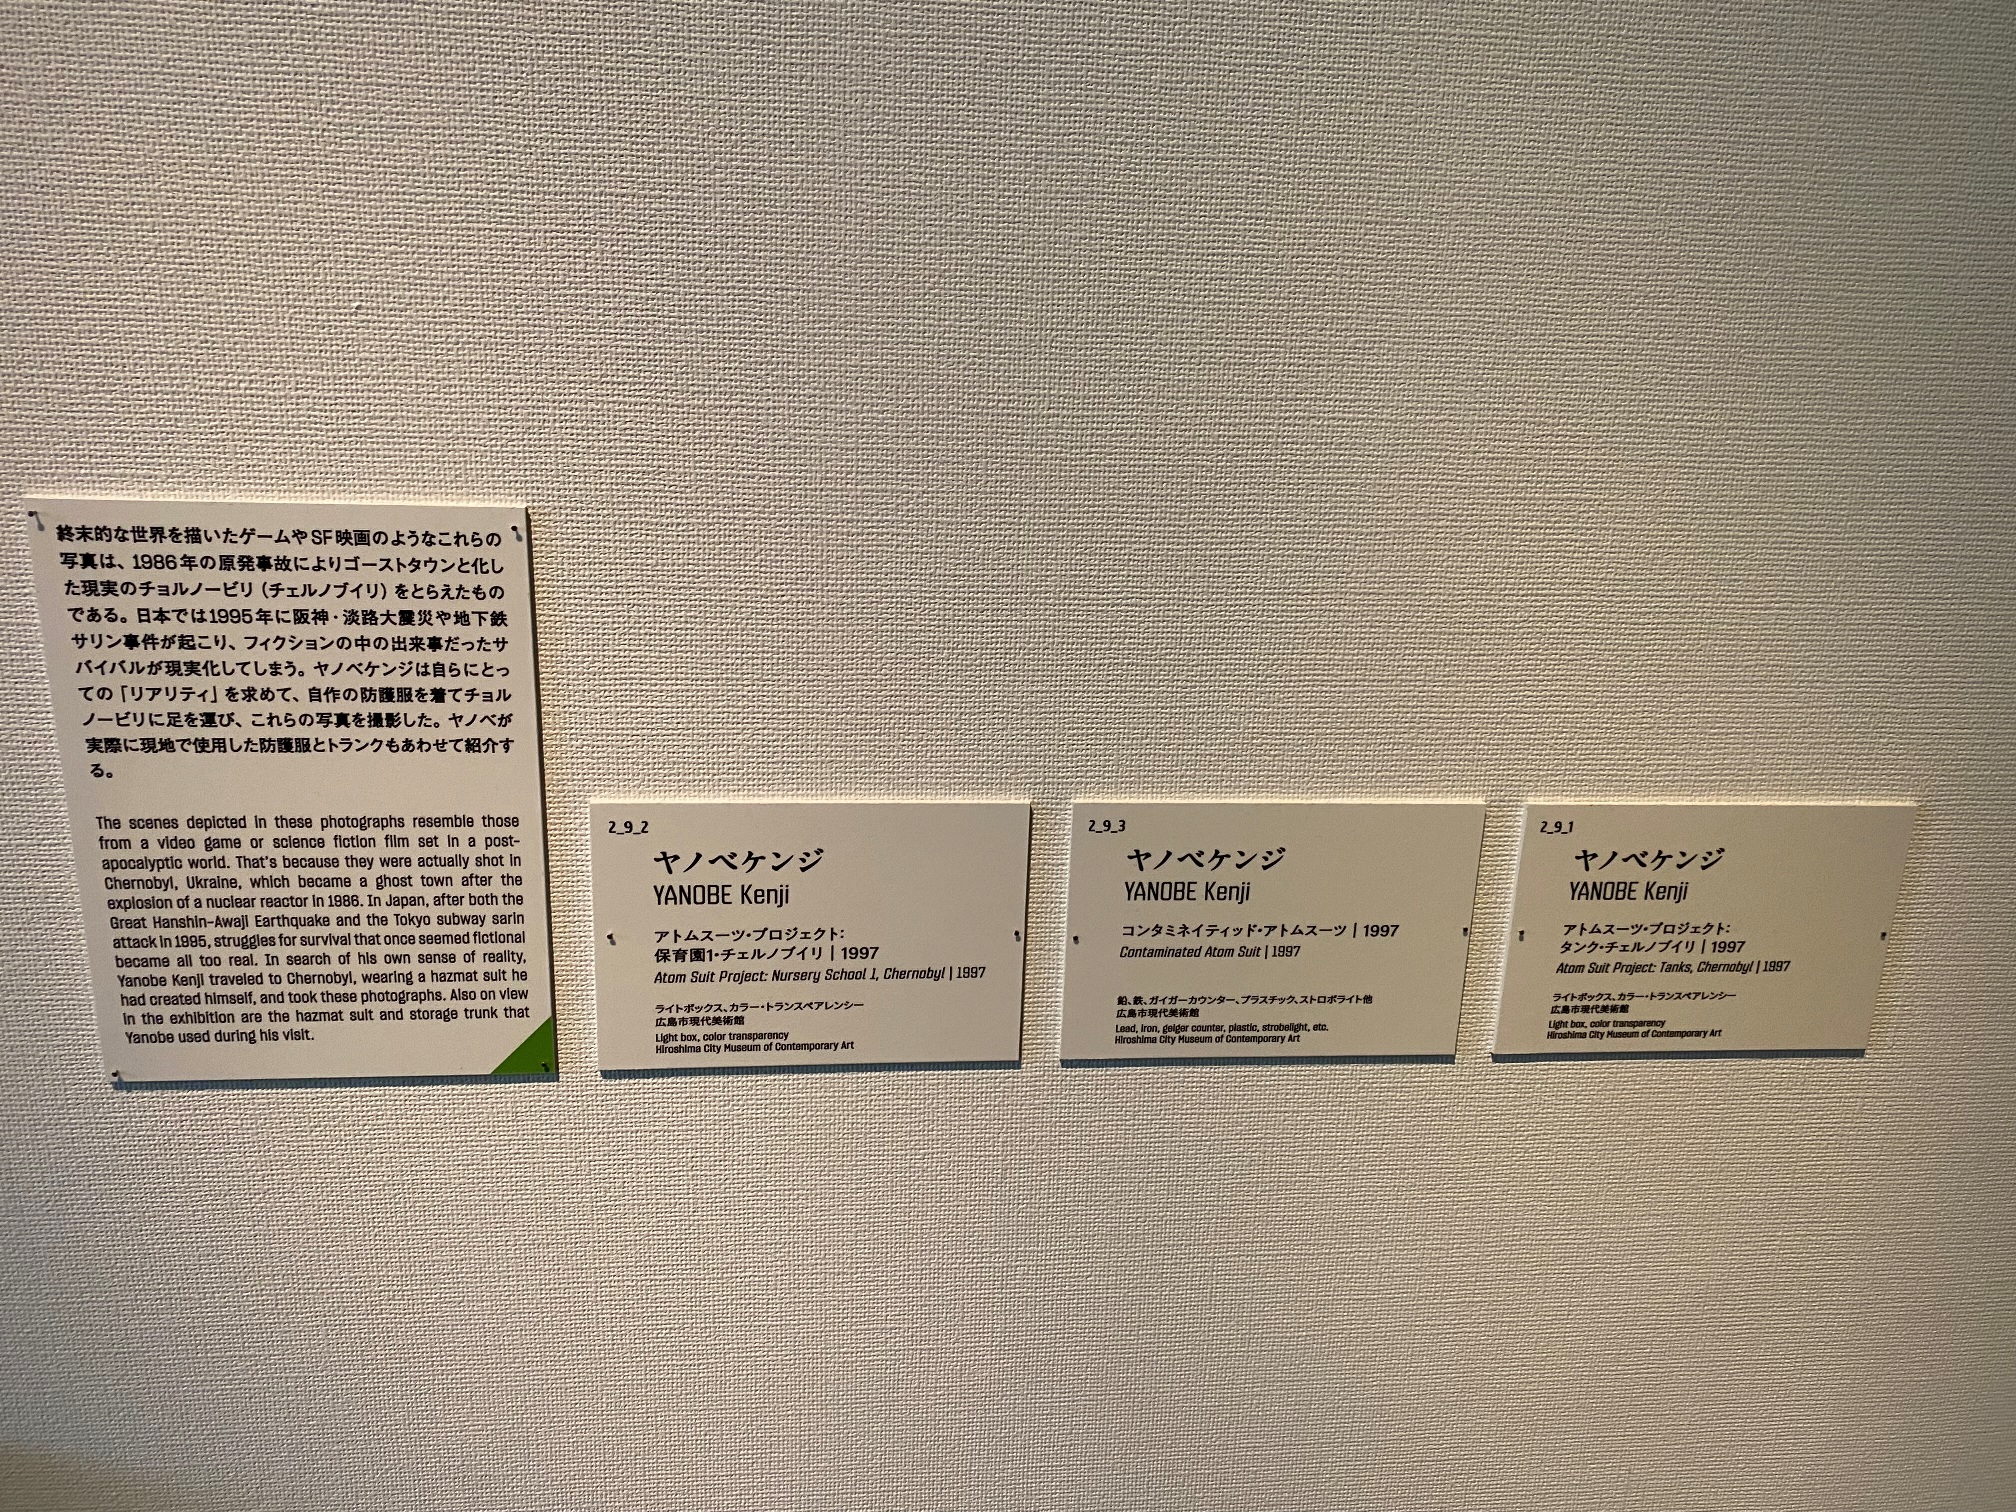 終末的な世界を描いたゲームやSF映画のようなこれらの
写真は、1986年の原発事故によりゴーストタウンと化し
た現実のチョルノービリ（チェルノブイリ）をとらえたもの
である。日本では1995年に阪神・淡路大震災や地下鉄
サリン事件が起こり、フィクションの中の出来事だったサ
バイバルが現実化してしまう。ヤノベケンジは自らにとっ
ての「リアリティ」を求めて、自作の防護服を着てチョル
ノービリに足を運び、これらの写真を撮影した。ヤノベが
実際に現地で使用した防護服とトランクもあわせて紹介す
る。
The scenes depicted in these photographs resemble those
from a video game or science fiction film set in a post-
apocalyptic world. That's because they were actually shot in
Chernobyl, Ukraine, which became a ghost town after the
explosion of a nuclear reactor in 1986. In Japan, after both the
Great Hanshin-Awaji Earthquake and the Tokyo subway sarin
attack in 1995, struggles for survival that once seemed fictional
became all too real. In search of his own sense of reality,
Yanobe Kenji traveled to Chernobyl, wearing a hazmat suit he
had created himself, and took these photographs. Also on view
in the exhibition are the hazmat suit and storage trunk that
Yanobe used during his visit.
2_9_2
ヤノベケンジ
YANOBE Kenji
アトムスーツ・プロジェクト:
保育園1・チェルノブイリ | 1997
Atom Suit Project: Nursery School 1, Chernobyl | 1997
ライトボックス、カラー・トランスペアレンシー
広島市現代美術館
Light box, color transparency
Hiroshima City Museum of Contemporary Art
2_9_3
ヤノベケンジ
YANOBE Kenji
コンタミネイティッド・アトムスーツ | 1997
Contaminated Atom Suit | 1997
鉛、鉄、ガイガーカウンター、プラスチック、ストロボライト他
広島市現代美術館
Lead, iron, geiger counter, plastic, strobelight, etc.
Hiroshima City Museum of Contemporary Art
2_9_1
ヤノベケンジ
YANOBE Kenji
アトムスーツ・プロジェクト:
タンク・チェルノブイリ | 1997
Atom Suit Project: Tanks, Chernobyl | 1997
ライトボックス、カラー・トランスペアレンシー
広島市現代美術館
Light box, color transparency
Hiroshima City Museum of Contemporary Art